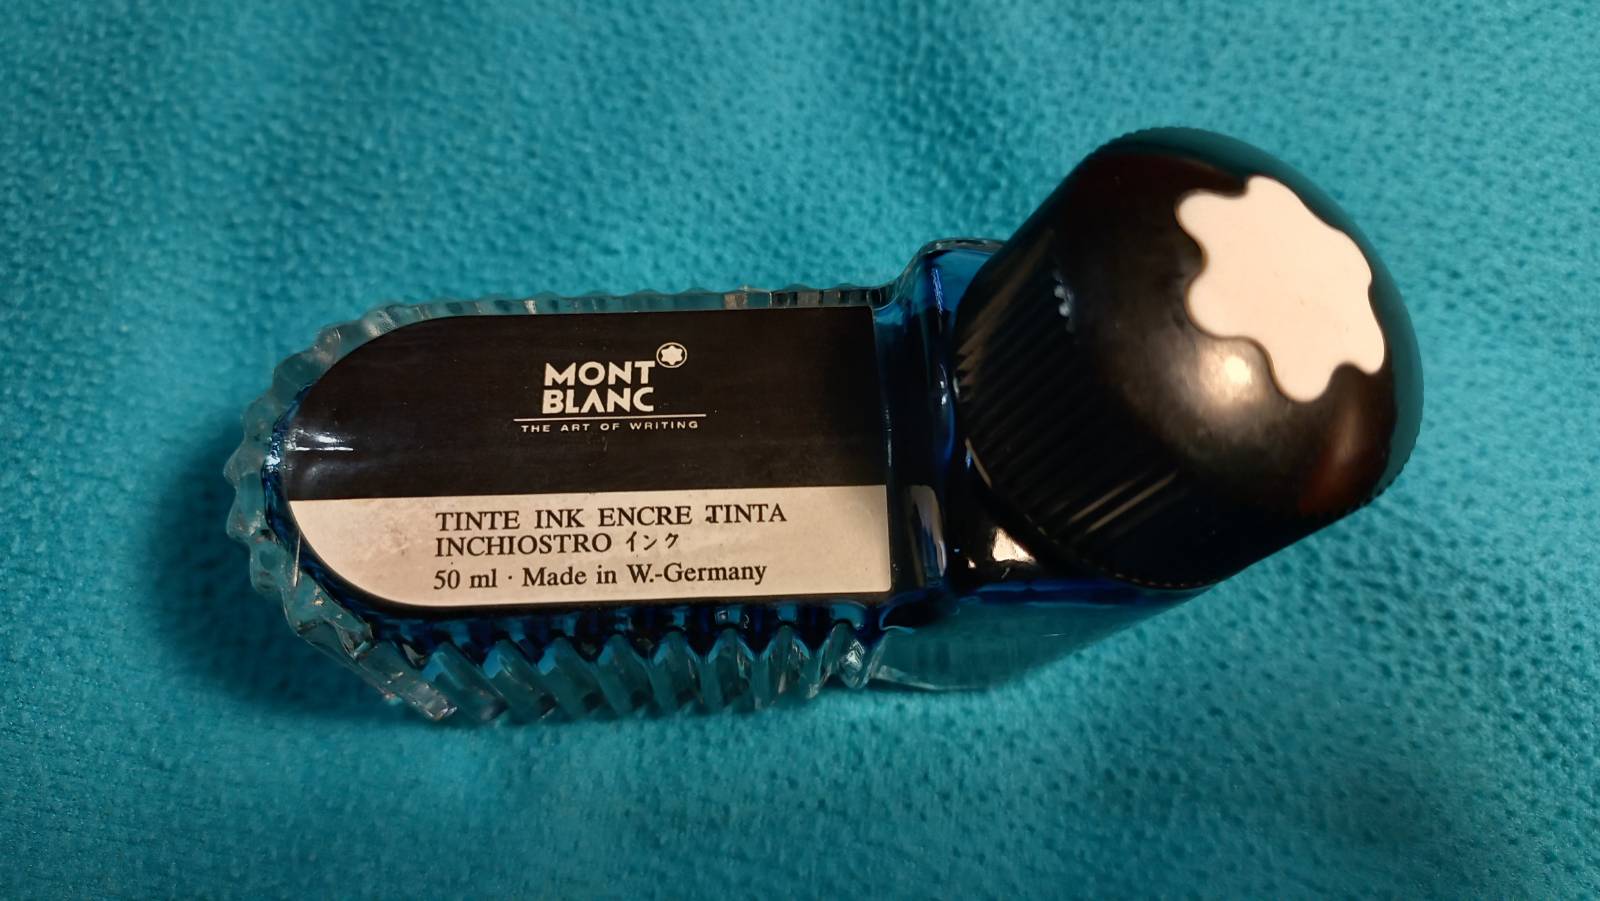 MONT
BLANC
THE ART OF WRITING
TINTE INK ENCRE TINTA
INCHIOSTRO インク
50 ml · Made in W.-Germany